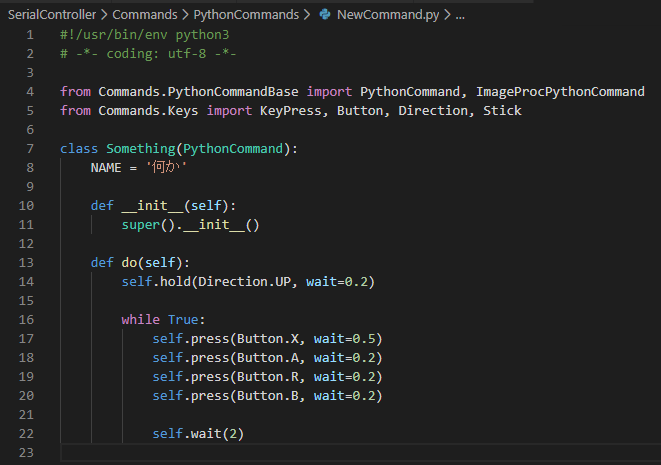 SerialController > Commands > PythonCommands > NewCommand.py > ...
1 #!/usr/bin/env python3
2 # -*- coding: utf-8 -*-
3
4 from Commands.PythonCommandBase import PythonCommand, ImageProcPythonCommand
5 from Commands.Keys import KeyPress, Button, Direction, Stick
6
7 class Something(PythonCommand):
8     NAME = '何か'
9
10     def __init__(self):
11         super().__init__()
12
13     def do(self):
14         self.hold(Direction.UP, wait=0.2)
15
16         while True:
17             self.press(Button.X, wait=0.5)
18             self.press(Button.A, wait=0.2)
19             self.press(Button.R, wait=0.2)
20             self.press(Button.B, wait=0.2)
21
22             self.wait(2)
23